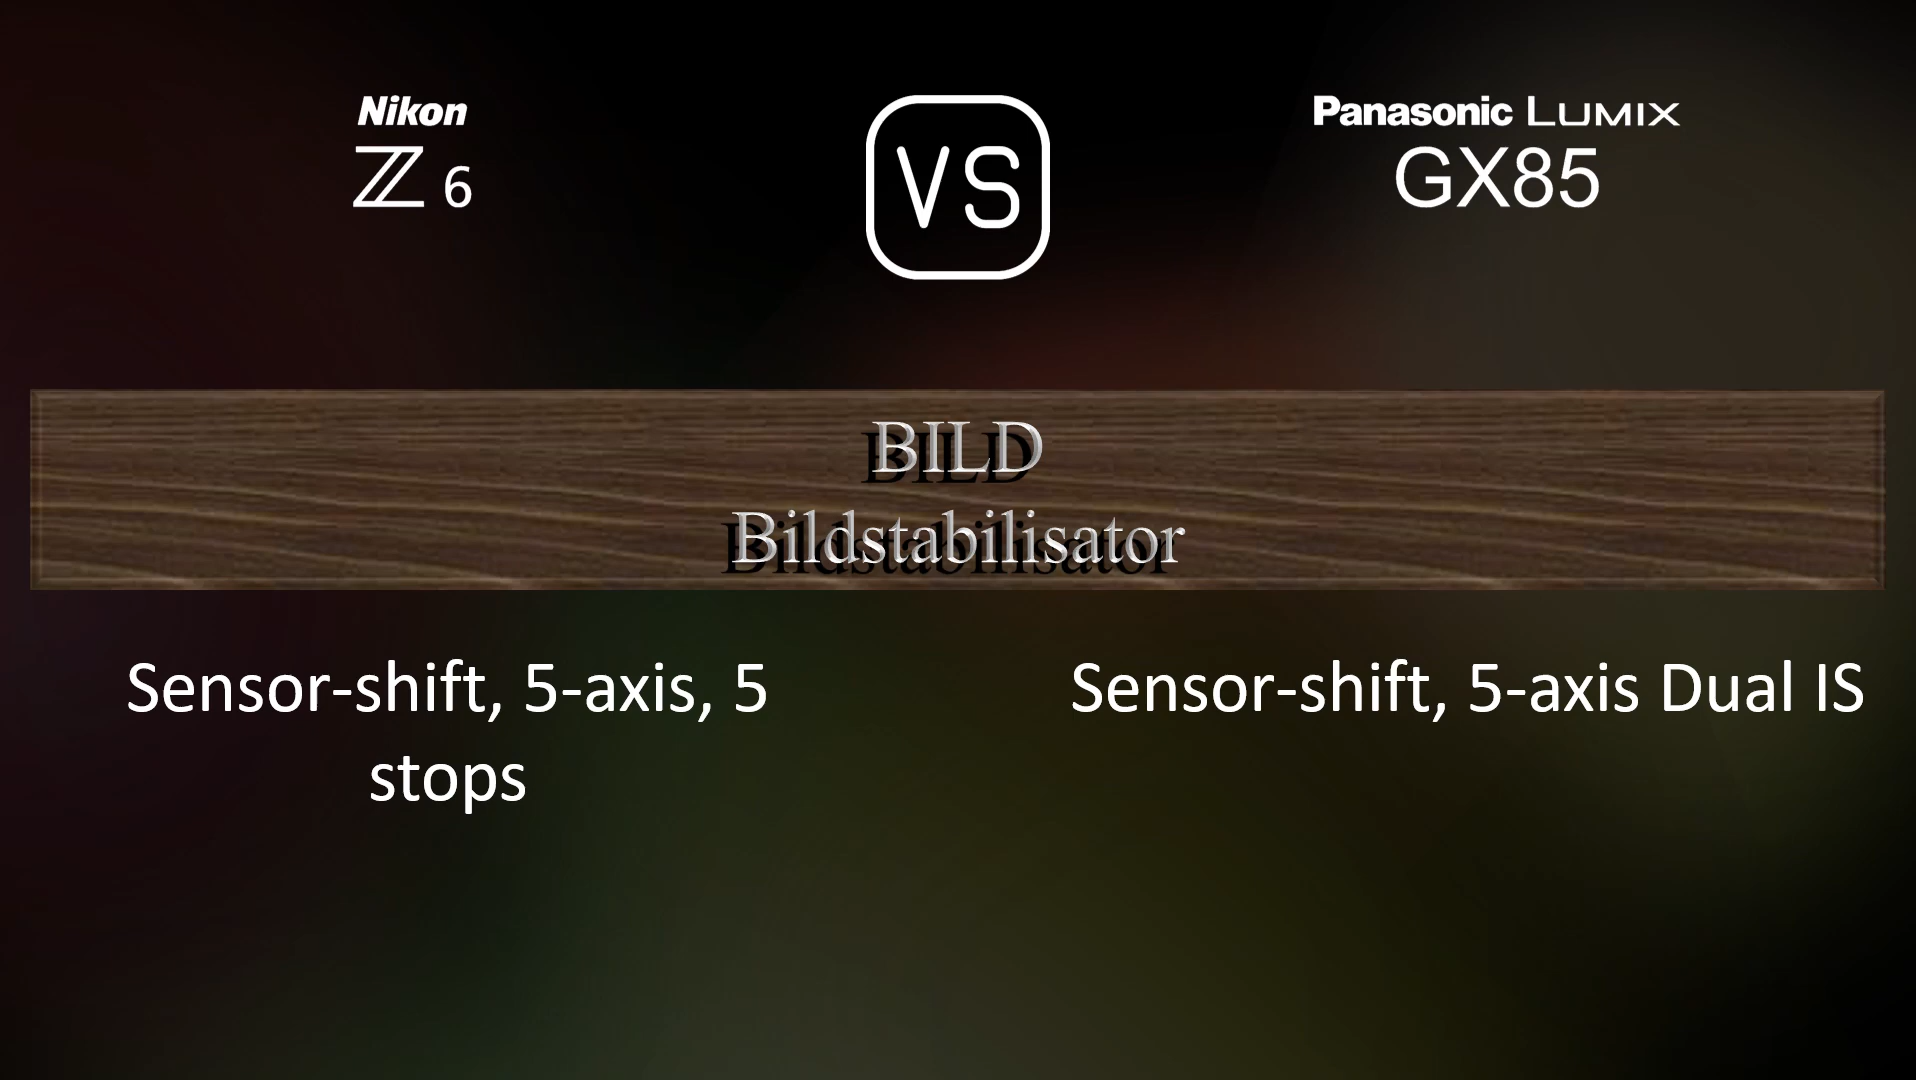 Nikon
Z 6
VS
Panasonic LUMIX
GX85
BILD
Bildstabilisator
Sensor-shift, 5-axis, 5
stops
Sensor-shift, 5-axis Dual IS